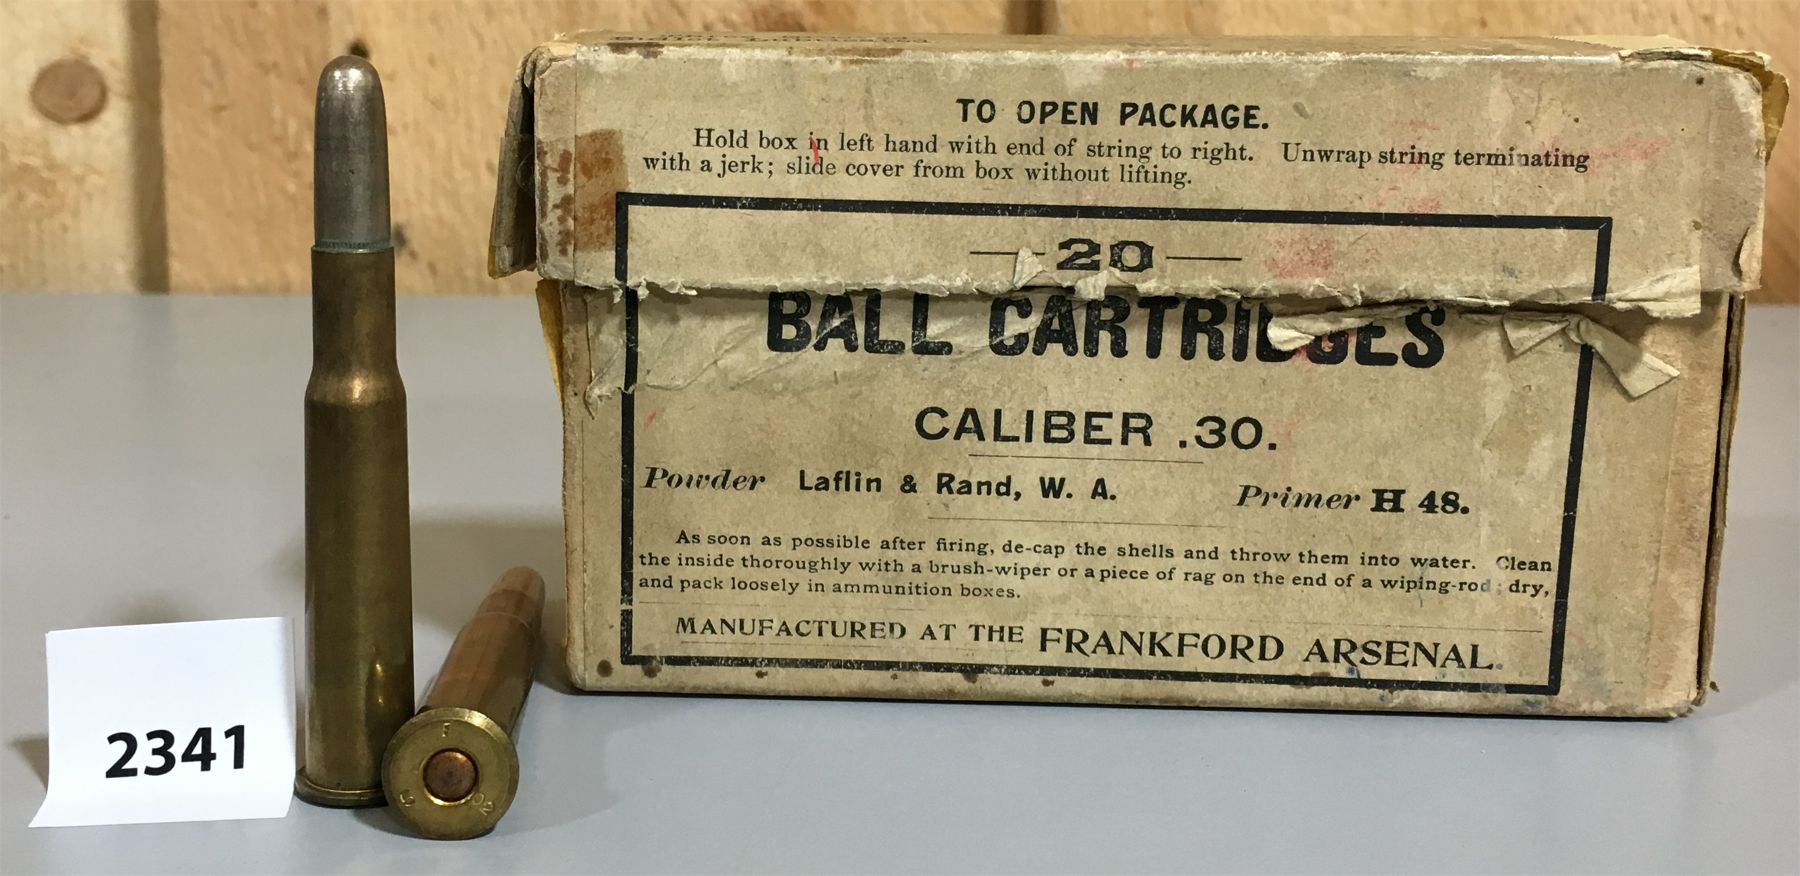 TO OPEN PACKAGE.
Hold box in left hand with end of string to right. Unwrap string terminating
with a jerk; slide cover from box without lifting.
— 20 —
BALL CARTRIDGES
CALIBER .30.
Powder Laflin & Rand, W. A. Primer H 48.
As soon as possible after firing, de-cap the shells and throw them into water. Clean
the inside thoroughly with a brush-wiper or a piece of rag on the end of a wiping-rod; dry,
and pack loosely in ammunition boxes.
MANUFACTURED AT THE FRANKFORD ARSENAL.
2341
F
5 02